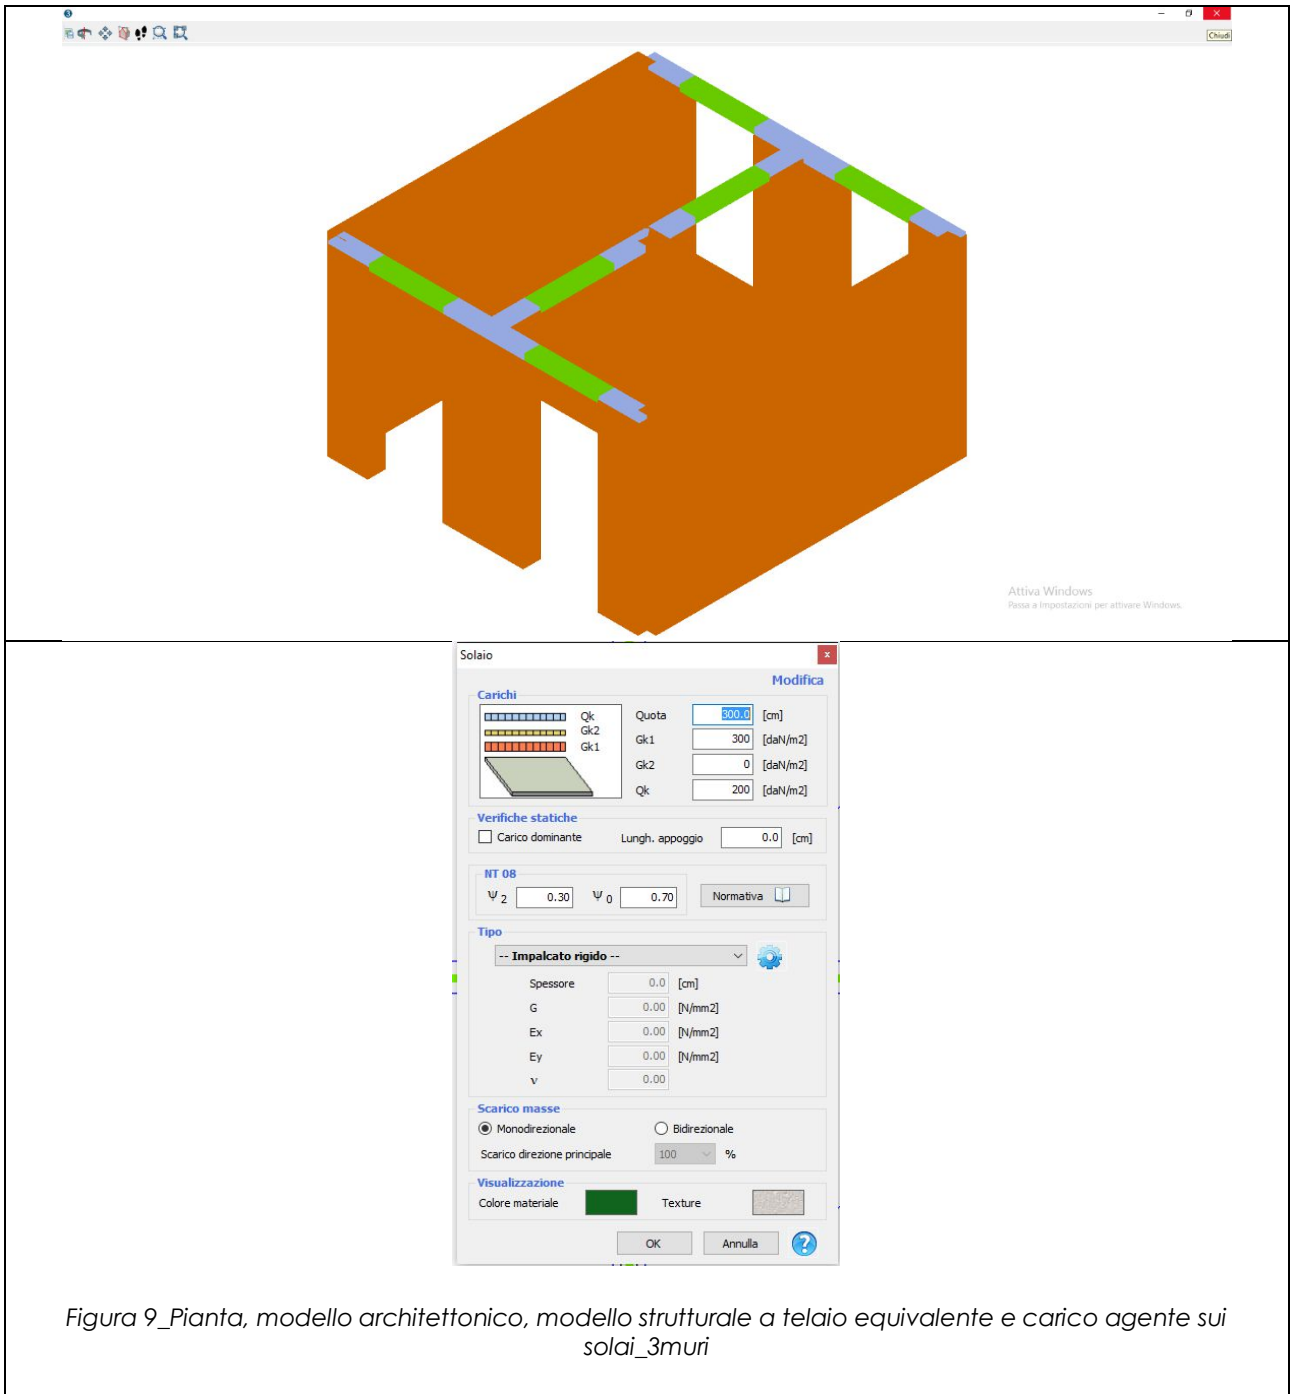 Chiudi
Attiva Windows
Passa a Impostazioni per attivare Windows.
Solaio
x
Modifica
Carichi
Qk
Gk2
Gk1
Quota 300.0 [cm]
Gk1 300 [daN/m2]
Gk2 0 [daN/m2]
Qk 200 [daN/m2]
Verifiche statiche
Carico dominante Lungh. appoggio 0.0 [cm]
NT 08
Ψ 2 0.30 Ψ 0 0.70 Normativa
Tipo
-- Impalcato rigido --
Spessore 0.0 [cm]
G 0.00 [N/mm2]
Ex 0.00 [N/mm2]
Ey 0.00 [N/mm2]
ν 0.00
Scarico masse
Monodirezionale Bidirezionale
Scarico direzione principale 100 %
Visualizzazione
Colore materiale Texture
OK Annulla ?
Figura 9_Pianta, modello architettonico, modello strutturale a telaio equivalente e carico agente sui
solai_3muri